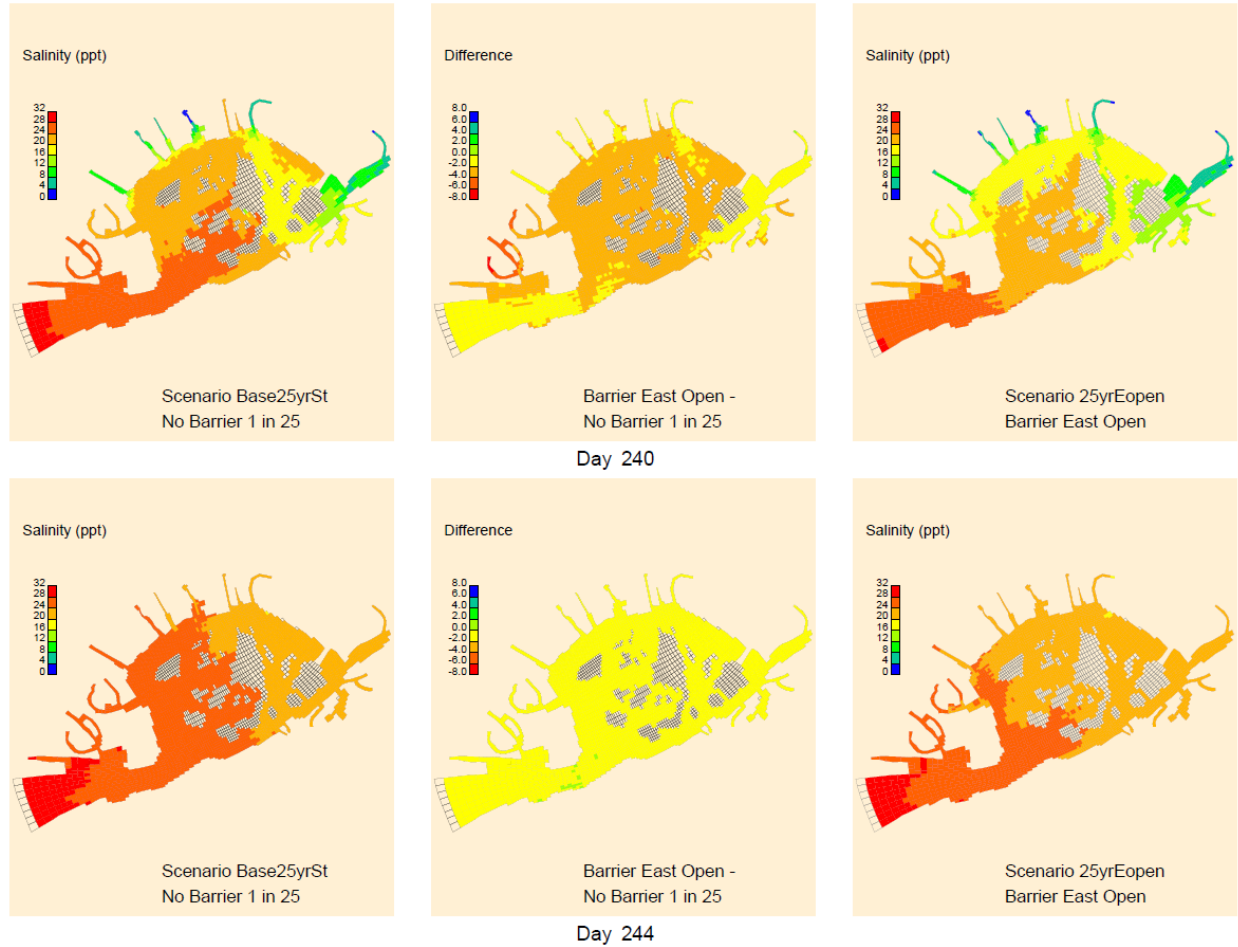 Salinity (ppt)
32
28
24
20
16
12
8
4
0
Scenario Base25yrSt
No Barrier 1 in 25
Difference
8.0
6.0
4.0
2.0
0.0
-2.0
-4.0
-6.0
-8.0
Barrier East Open -
No Barrier 1 in 25
Salinity (ppt)
32
28
24
20
16
12
8
4
0
Scenario 25yrEopen
Barrier East Open
Day 240
Salinity (ppt)
32
28
24
20
16
12
8
4
0
Scenario Base25yrSt
No Barrier 1 in 25
Difference
8.0
6.0
4.0
2.0
0.0
-2.0
-4.0
-6.0
-8.0
Barrier East Open -
No Barrier 1 in 25
Salinity (ppt)
32
28
24
20
16
12
8
4
0
Scenario 25yrEopen
Barrier East Open
Day 244